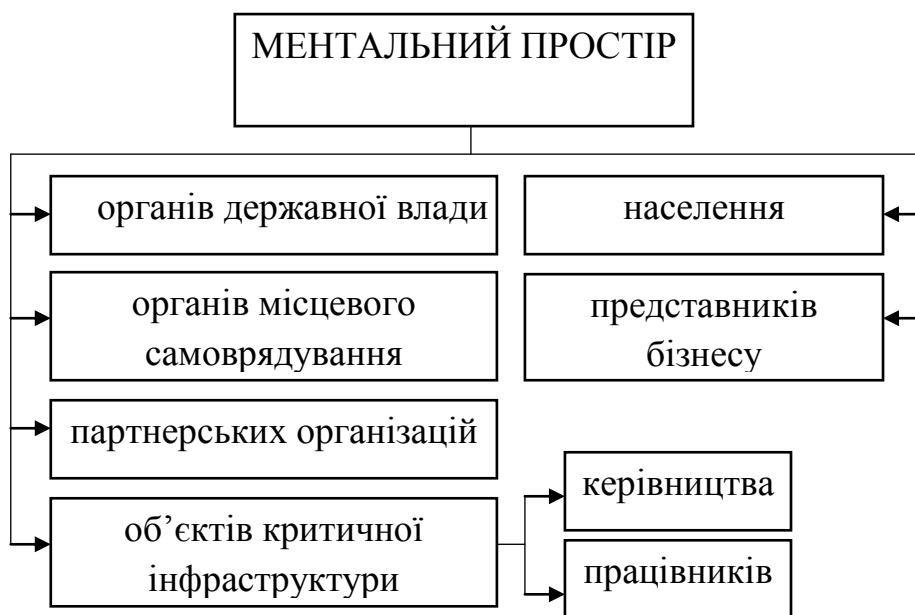 МЕНТАЛЬНИЙ ПРОСТІР
органів державної влади
населення
органів місцевого
самоврядування
представників
бізнесу
партнерських організацій
об’єктів критичної
інфраструктури
керівництва
працівників